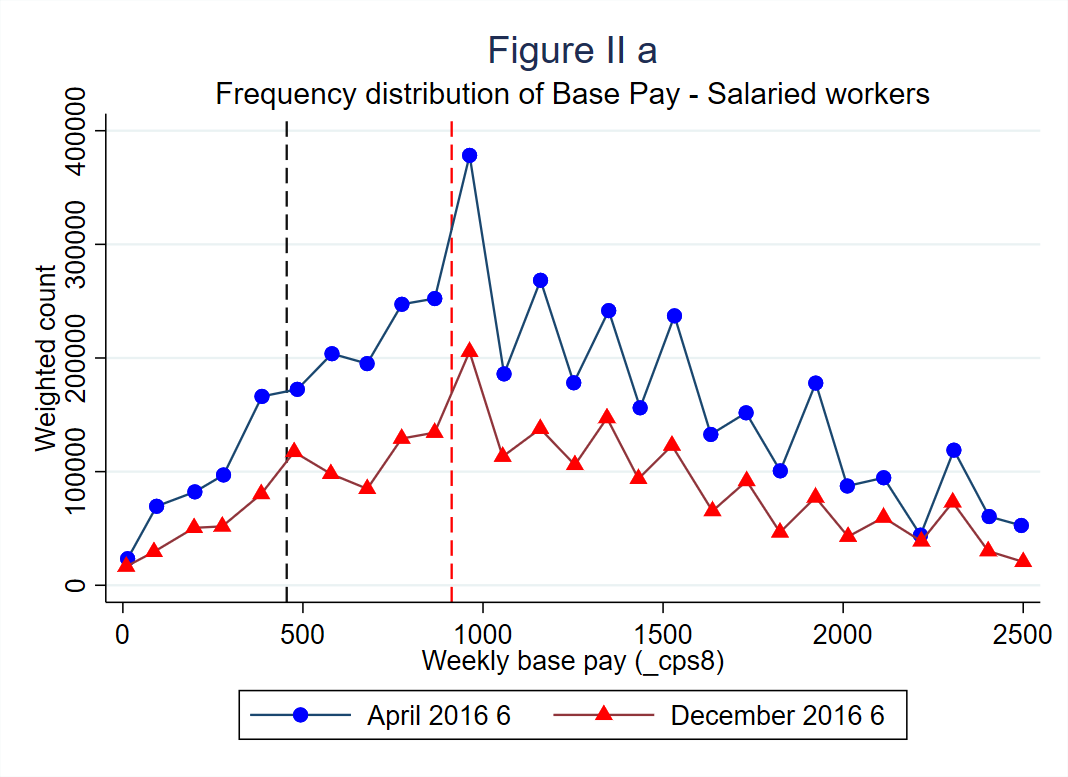 Figure II a
Frequency distribution of Base Pay - Salaried workers
Weighted count
400000
300000
200000
100000
0
0 500 1000 1500 2000 2500
Weekly base pay (_cps8)
April 2016 6 December 2016 6